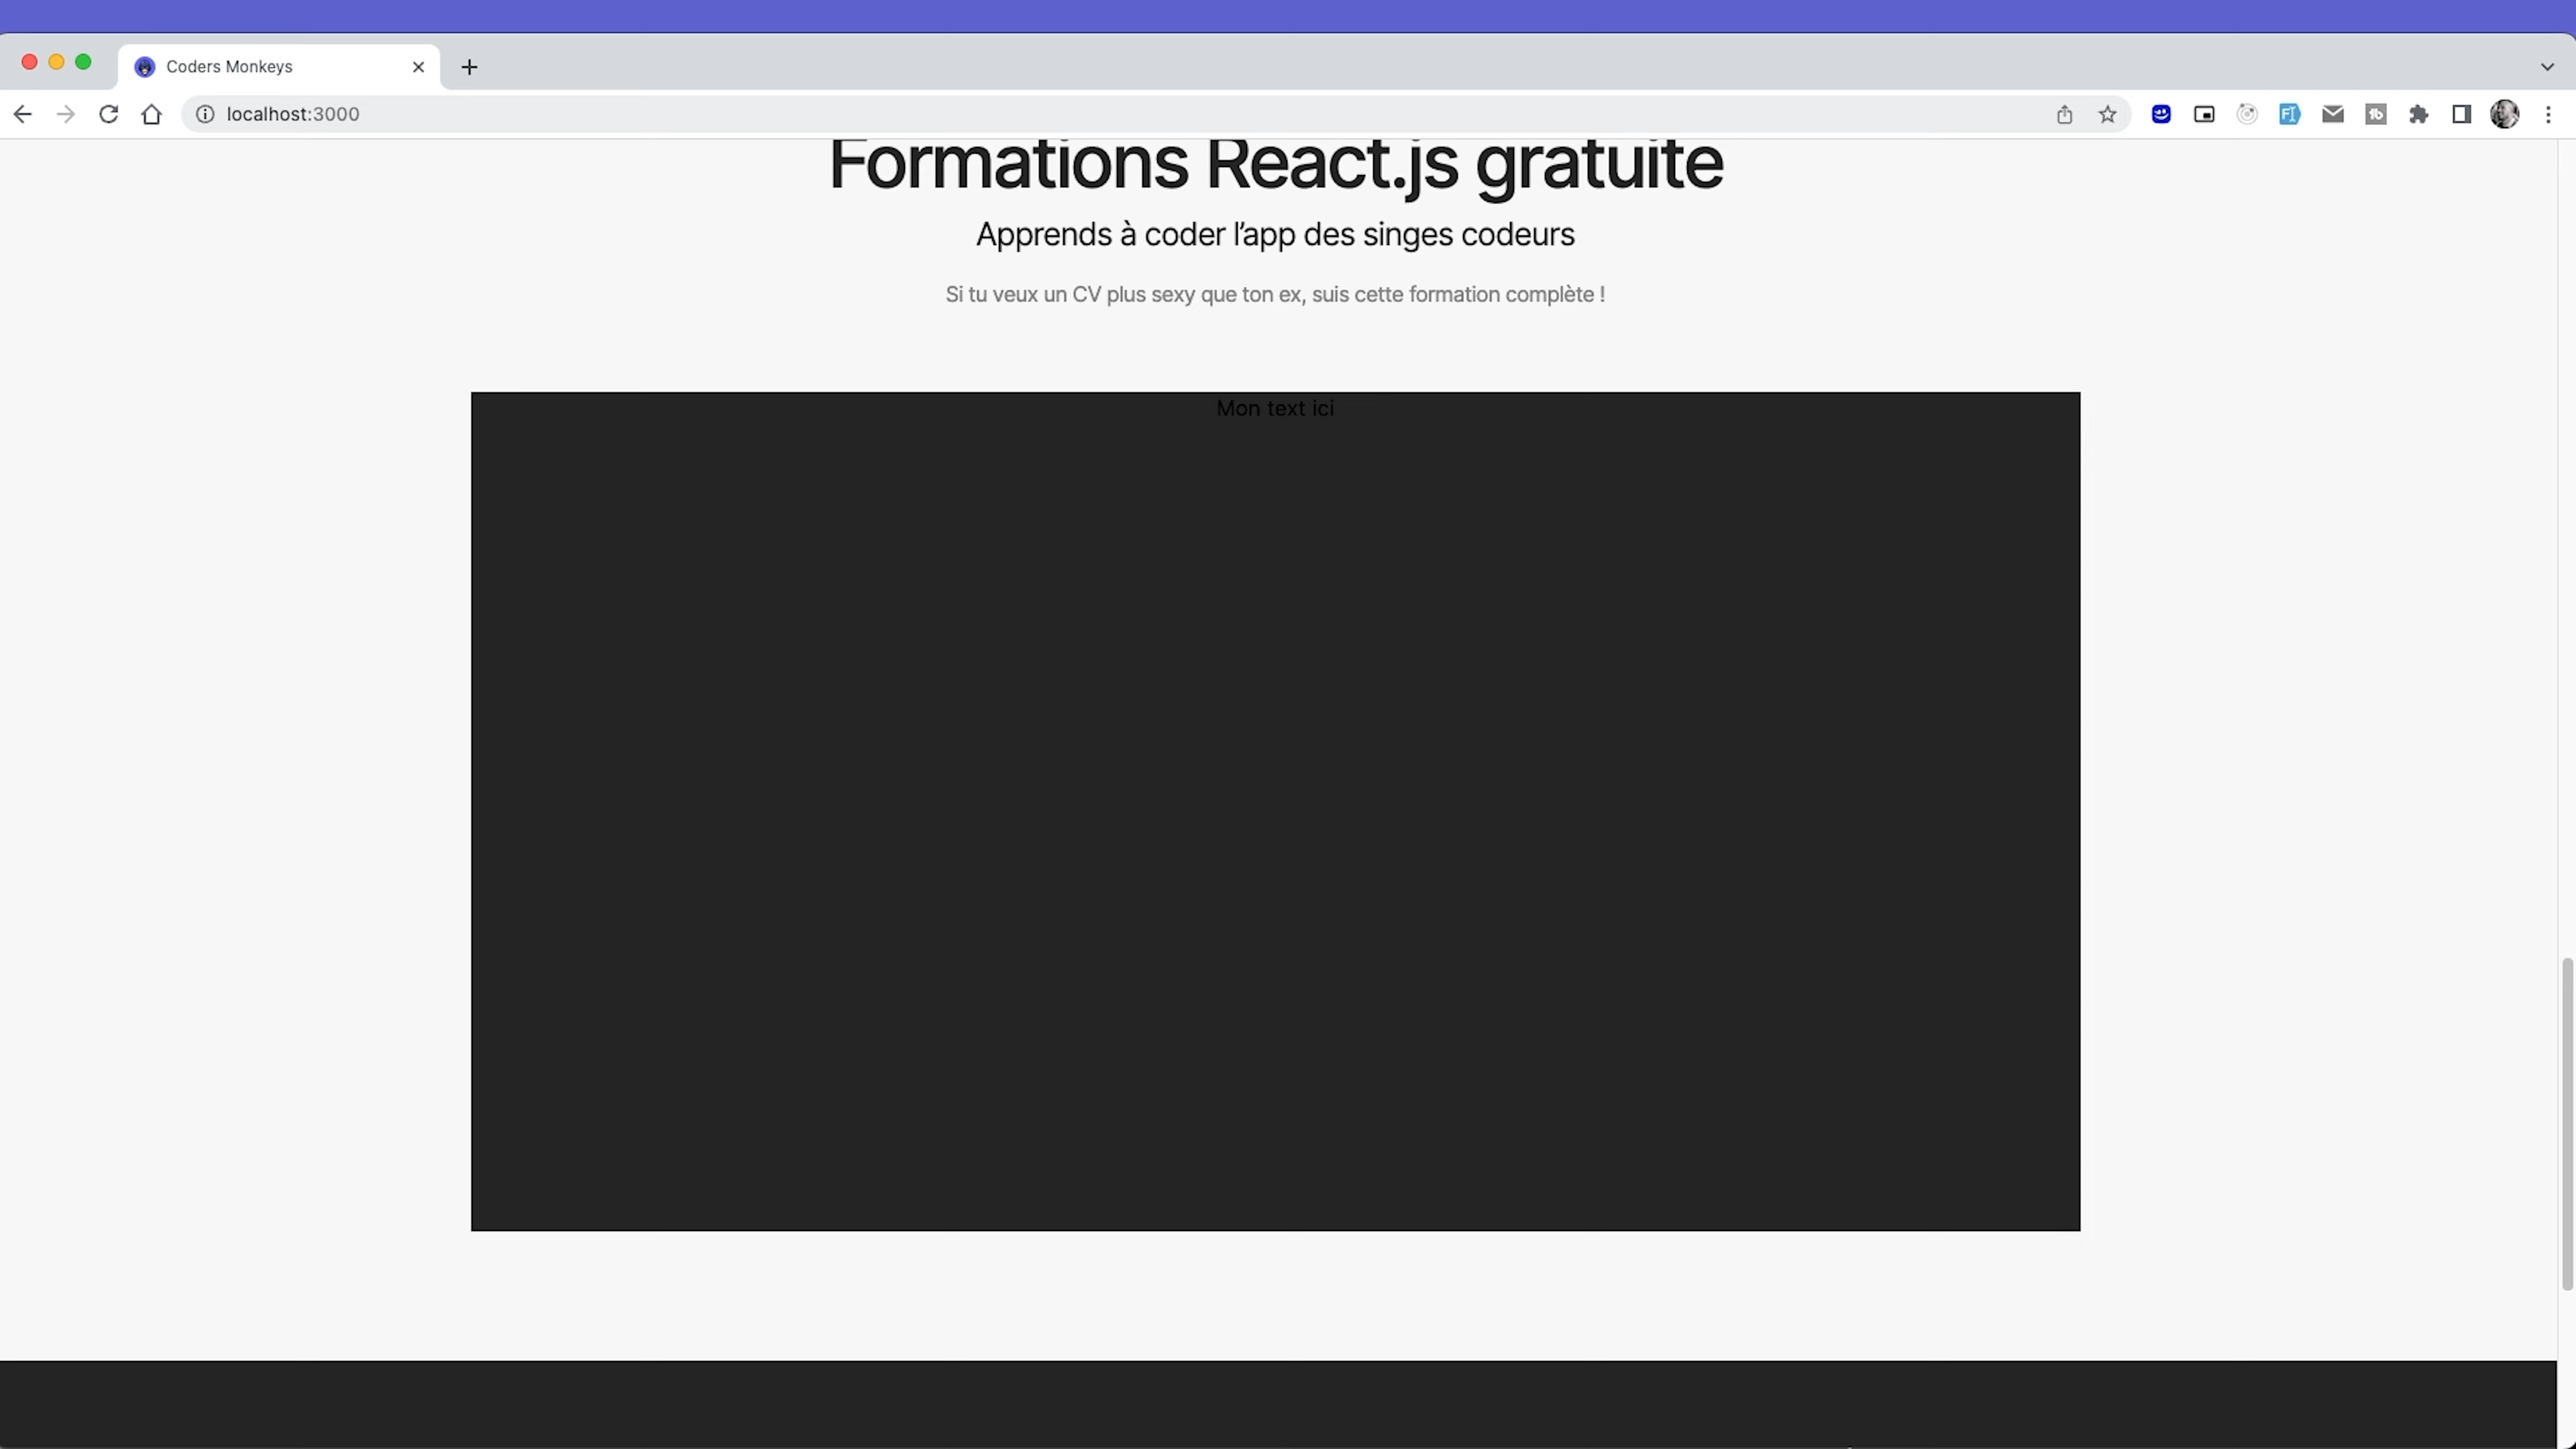 Coders Monkeys
localhost:3000
Formations React.js gratuite
Apprends à coder l’app des singes codeurs
Si tu veux un CV plus sexy que ton ex, suis cette formation complète !
Mon text ici